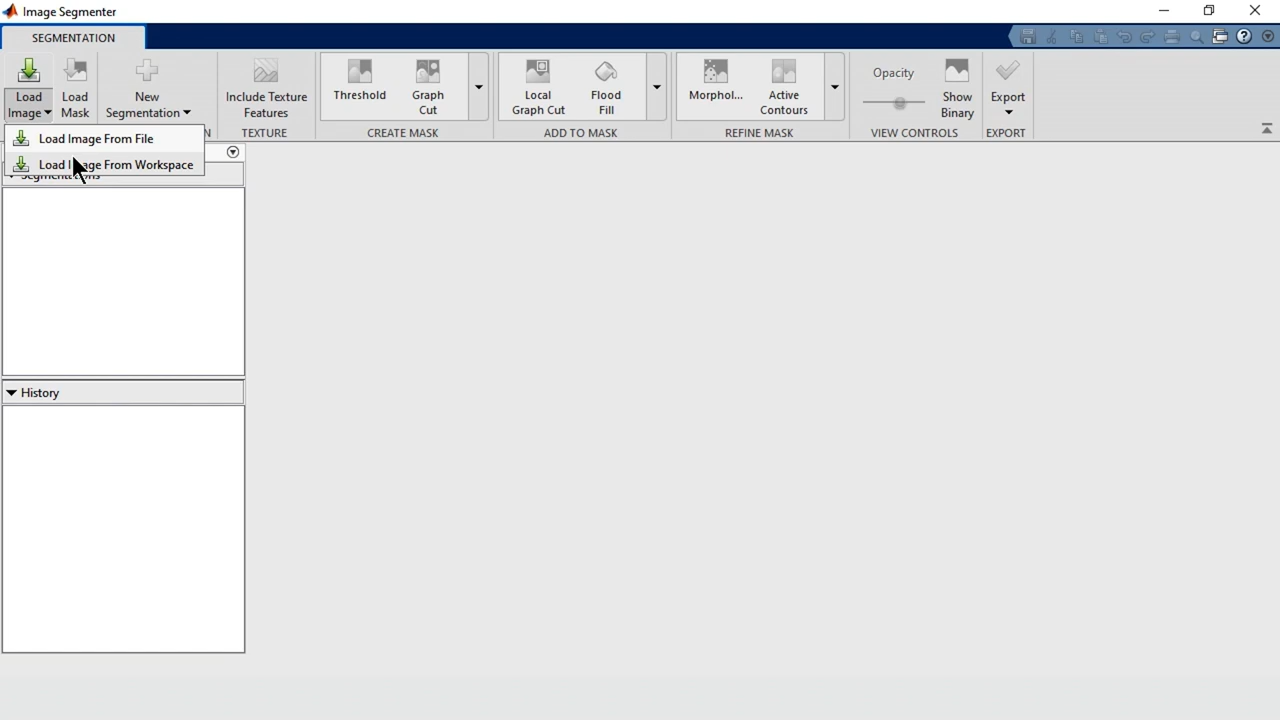 Image Segmenter
SEGMENTATION
Load Image
Load Mask
New Segmentation
Include Texture Features
Threshold
Graph Cut
Local Graph Cut
Flood Fill
Morphol...
Active Contours
Opacity
Show Binary
Export
TEXTURE
CREATE MASK
ADD TO MASK
REFINE MASK
VIEW CONTROLS
EXPORT
Load Image From File
Load Image From Workspace
History